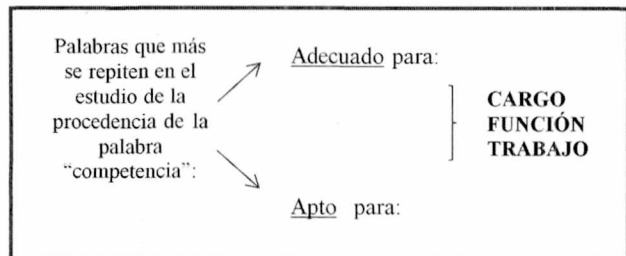 Palabras que más
se repiten en el
estudio de la
procedencia de la
palabra
“competencia”:
Adecuado para:
CARGO
FUNCIÓN
TRABAJO
Apto para: